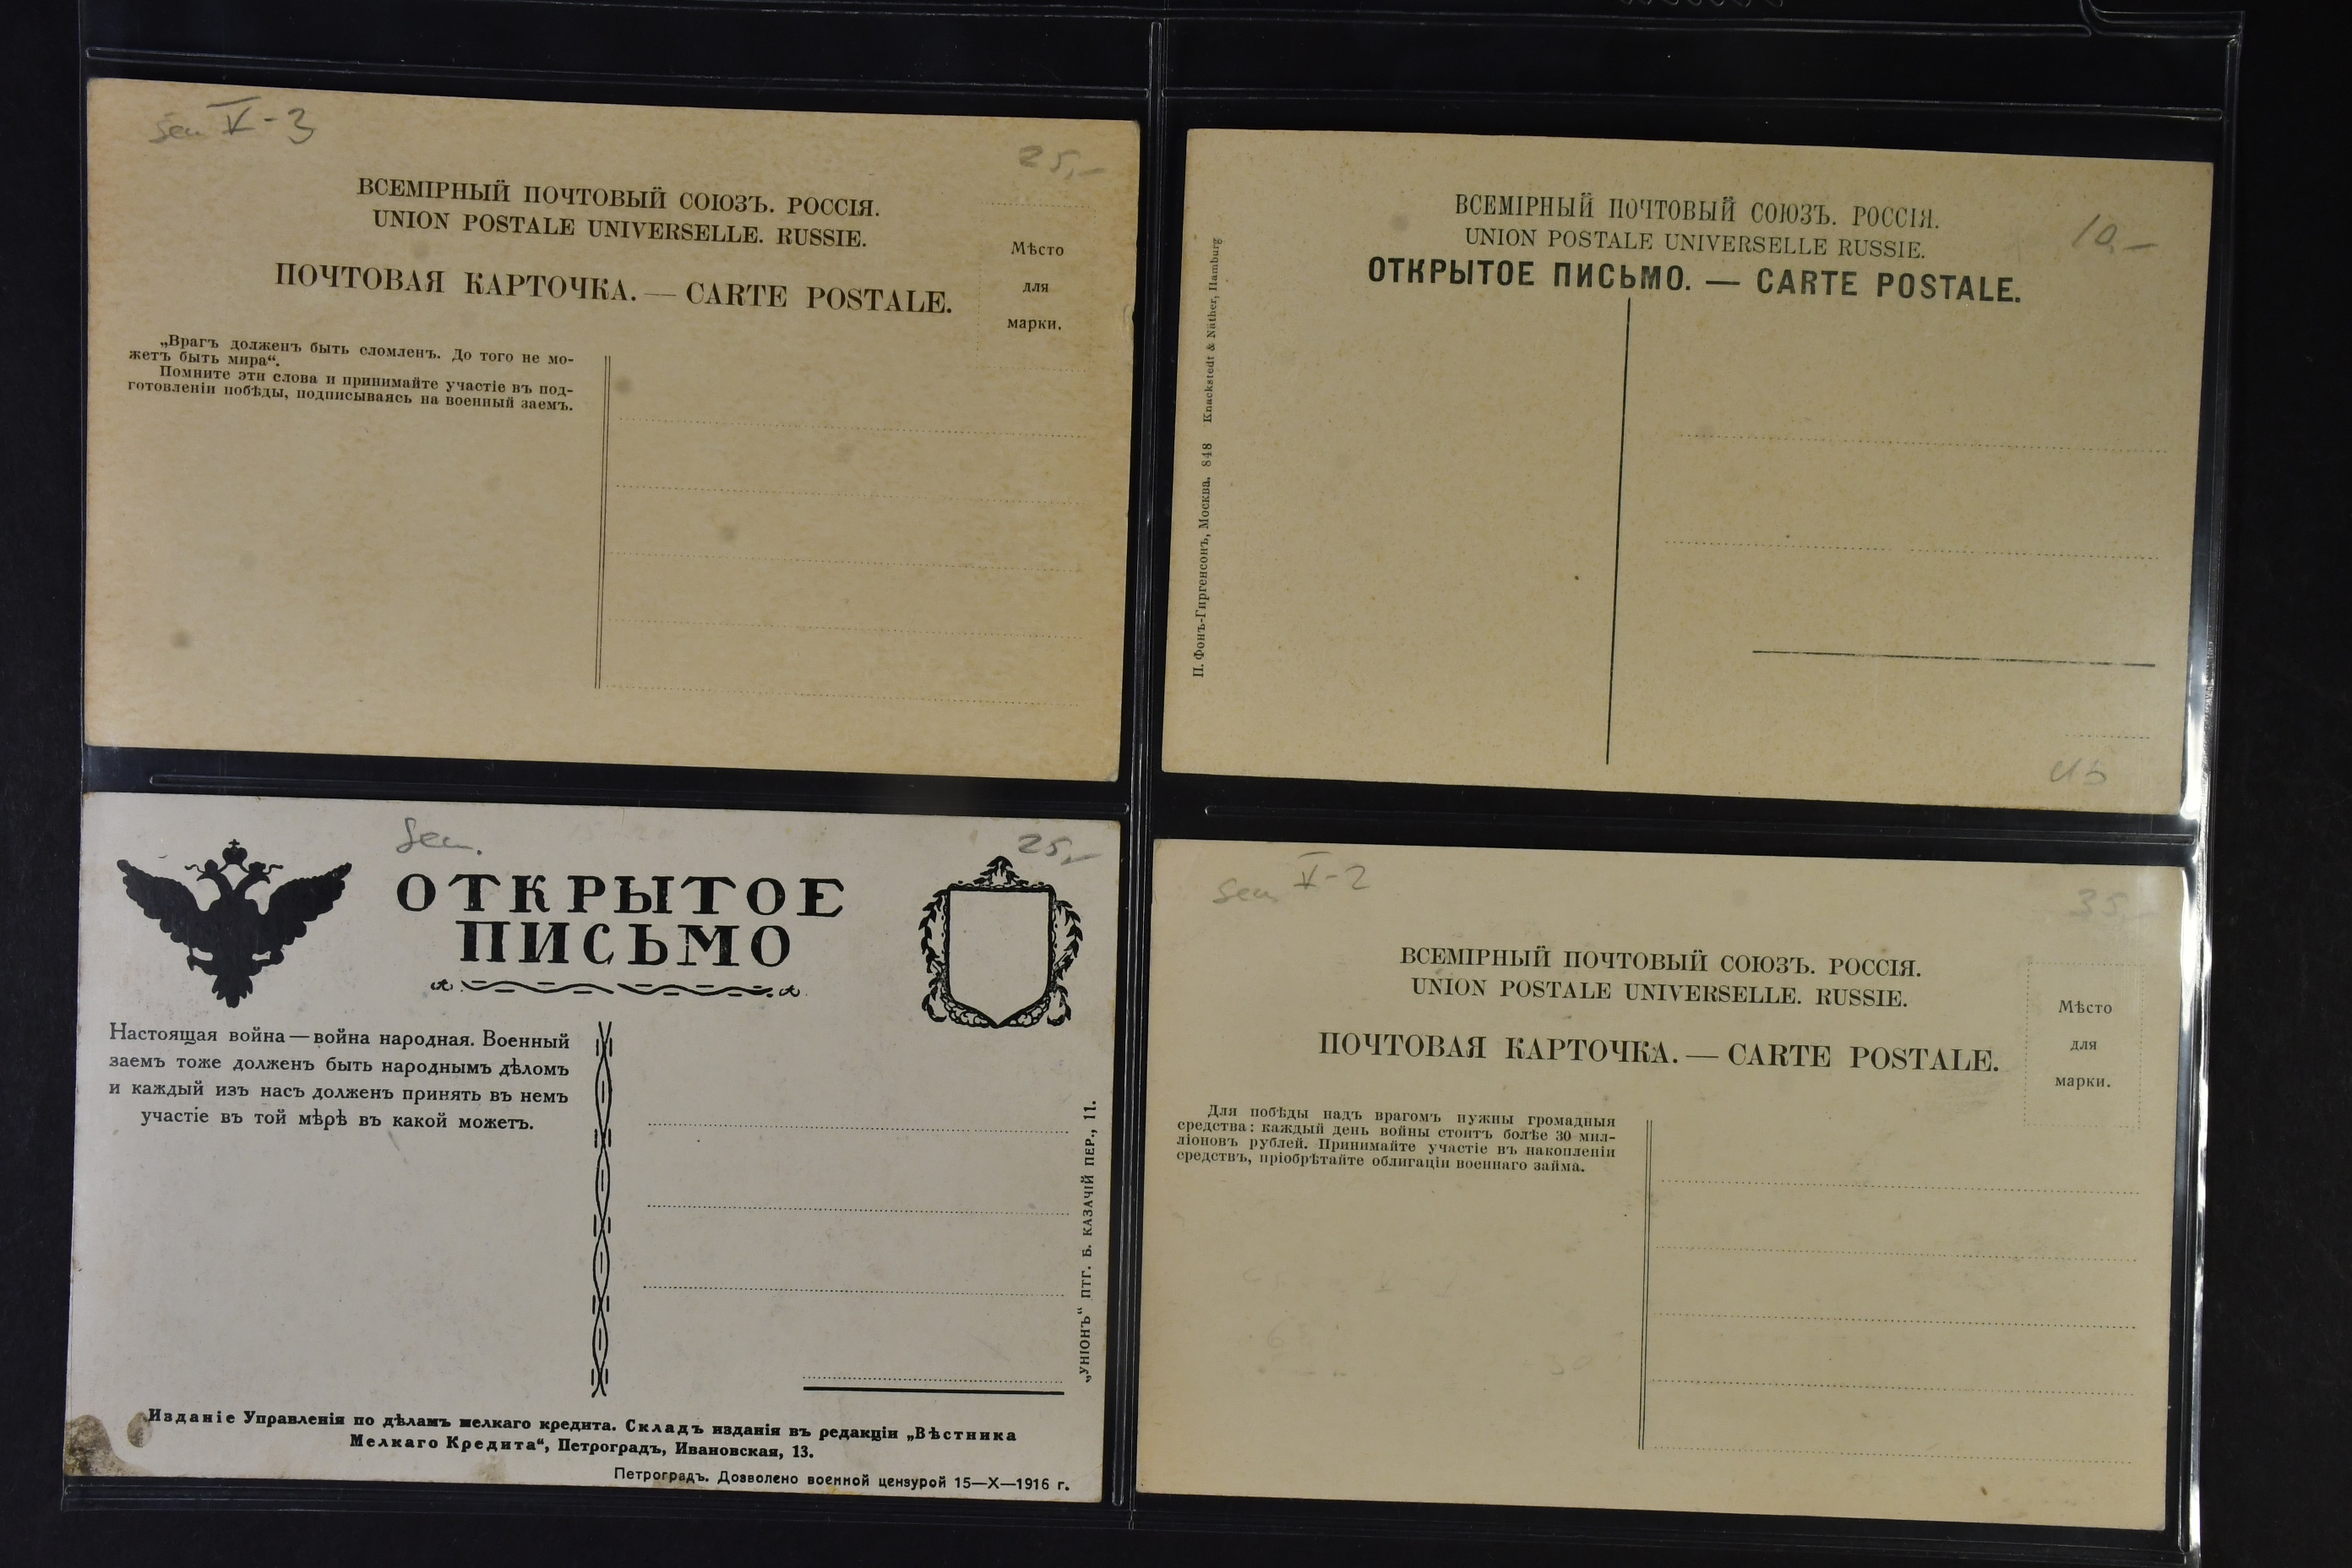 V-3
25,—
ВСЕМІРНЫЙ ПОЧТОВЫЙ СОЮЗЪ. РОССІЯ.
UNION POSTALE UNIVERSELLE. RUSSIE.
ПОЧТОВАЯ КАРТОЧКА. — CARTE POSTALE.
Мѣсто
для
марки.
„Врагъ долженъ быть сломленъ. До того не мо-
жетъ быть мира“.
Помните эти слова и принимайте участіе въ под-
готовленіи побѣды, подписываясь на военный заемъ.
ВСЕМІРНЫЙ ПОЧТОВЫЙ СОЮЗЪ. РОССІЯ.
UNION POSTALE UNIVERSELLE RUSSIE.
ОТКРЫТОЕ ПИСЬМО. — CARTE POSTALE.
10,—
П. Фонъ-Гиргенсонъ, Москва. 848 Knackstedt & Näther, Hamburg
25,—
ОТКРЫТОЕ
ПИСЬМО
Настоящая война — война народная. Военный
заемъ тоже долженъ быть народнымъ дѣломъ
и каждый изъ насъ долженъ принять въ немъ
участіе въ той мѣрѣ въ какой можетъ.
„УНІОНЪ“ ПТГ. Б. КАЗАЧІЙ ПЕР., 11.
Изданіе Управленія по дѣламъ мелкаго кредита. Складъ изданія въ редакціи „Вѣстника
Мелкаго Кредита“, Петроградъ, Ивановская, 13.
Петроградъ. Дозволено военной цензурой 15—X—1916 г.
V-2
35,—
ВСЕМІРНЫЙ ПОЧТОВЫЙ СОЮЗЪ. РОССІЯ.
UNION POSTALE UNIVERSELLE. RUSSIE.
ПОЧТОВАЯ КАРТОЧКА. — CARTE POSTALE.
Мѣсто
для
марки.
Для побѣды надъ врагомъ нужны громадныя
средства: каждый день войны стоитъ болѣе 30 мил-
ліоновъ рублей. Принимайте участіе въ накопленіи
средствъ, пріобрѣтайте облигаціи военнаго займа.